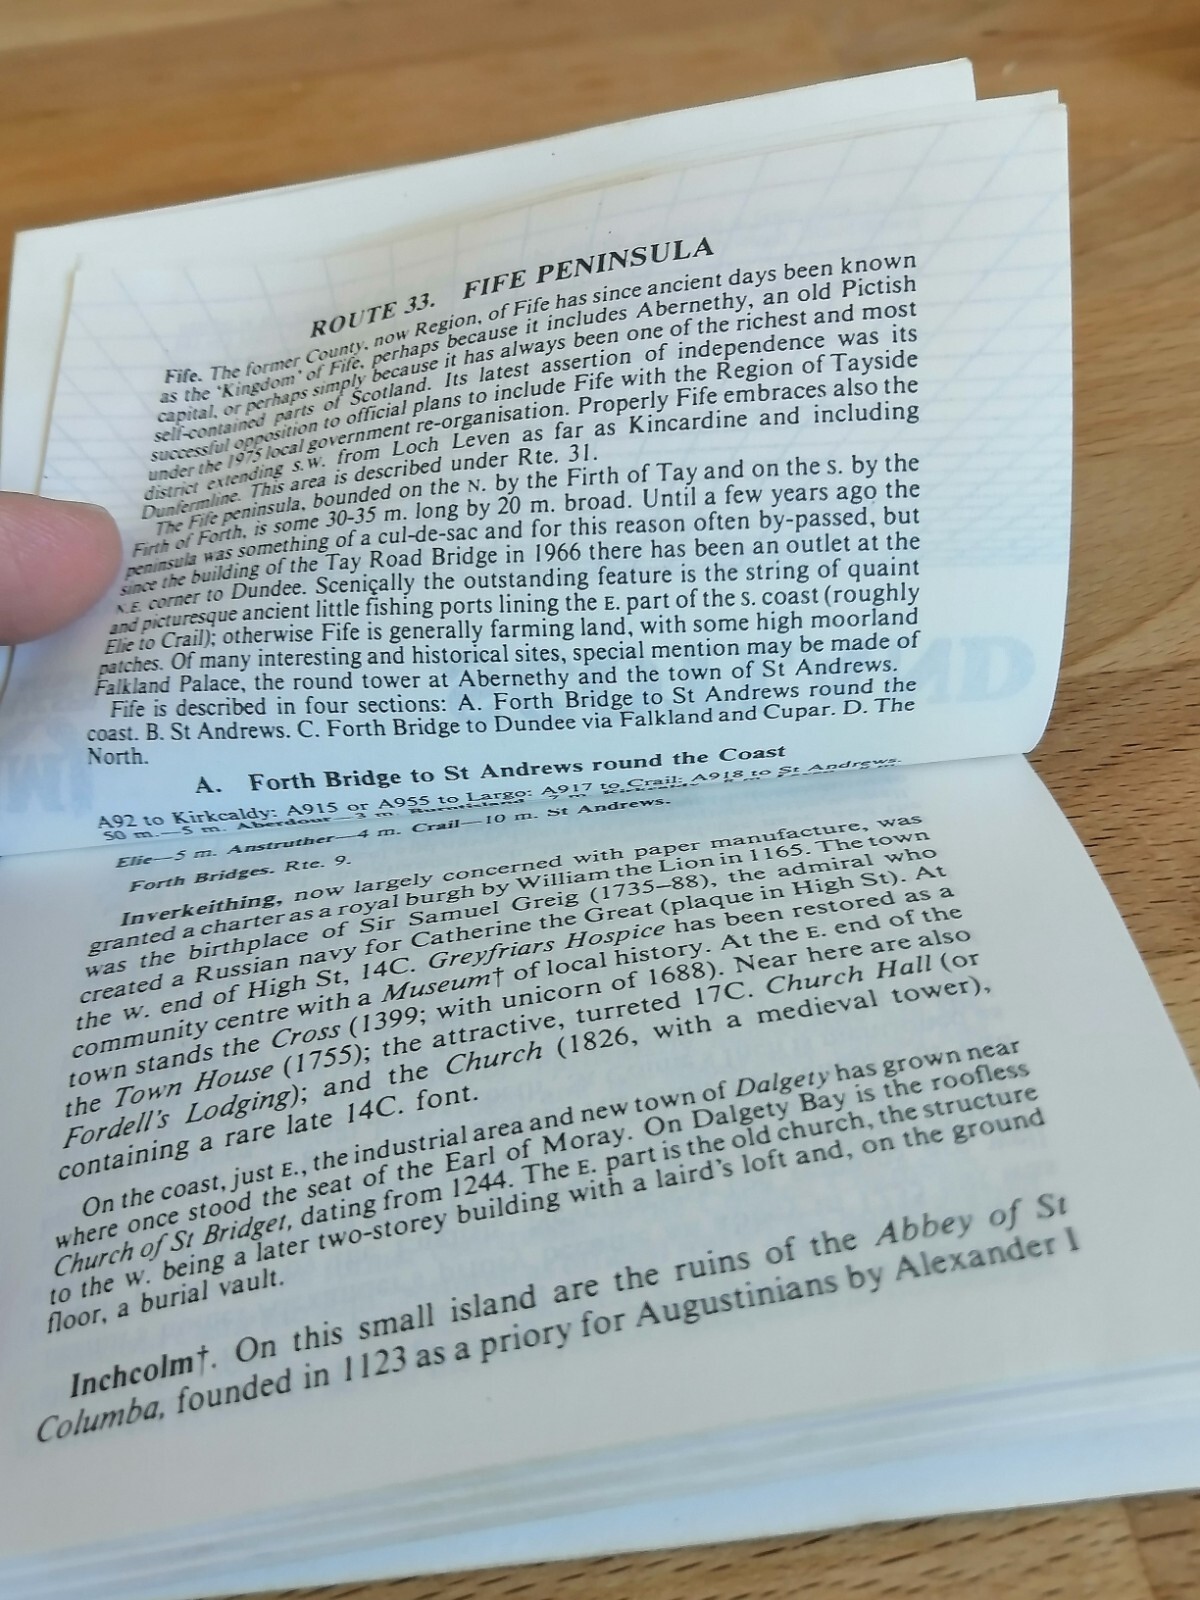 ROUTE 33. FIFE PENINSULA
Fife. The former County, now Region, of Fife has since ancient days been known
as the 'Kingdom' of Fife, perhaps because it includes Abernethy, an old Pictish
capital, or perhaps simply because it has always been one of the richest and most
self-contained parts of Scotland. Its latest assertion of independence was its
successful opposition to official plans to include Fife with the Region of Tayside
under the 1975 local government re-organisation. Properly Fife embraces also the
district extending S.W. from Loch Leven as far as Kincardine and including
Dunfermline. This area is described under Rte. 31.
The Fife peninsula, bounded on the N. by the Firth of Tay and on the S. by the
Firth of Forth, is some 30-35 m. long by 20 m. broad. Until a few years ago the
peninsula was something of a cul-de-sac and for this reason often by-passed, but
since the building of the Tay Road Bridge in 1966 there has been an outlet at the
N.E. corner to Dundee. Scenically the outstanding feature is the string of quaint
and picturesque ancient little fishing ports lining the E. part of the S. coast (roughly
Elie to Crail); otherwise Fife is generally farming land, with some high moorland
patches. Of many interesting and historical sites, special mention may be made of
Falkland Palace, the round tower at Abernethy and the town of St Andrews.
Fife is described in four sections: A. Forth Bridge to St Andrews round the
coast. B. St Andrews. C. Forth Bridge to Dundee via Falkland and Cupar. D. The
North.
A. Forth Bridge to St Andrews round the Coast
A92 to Kirkcaldy: A915 or A955 to Largo: A917 to Crail: A918 to St Andrews.
50 m.—5 m. Aberdour—3 m.
Elie—5 m. Anstruther—4 m. Crail—10 m. St Andrews.
Forth Bridges. Rte. 9.
Inverkeithing, now largely concerned with paper manufacture, was
granted a charter as a royal burgh by William the Lion in 1165. The town
was the birthplace of Sir Samuel Greig (1735–88), the admiral who
created a Russian navy for Catherine the Great (plaque in High St). At
the W. end of High St, 14C. Greyfriars Hospice has been restored as a
community centre with a Museum† of local history. At the E. end of the
town stands the Cross (1399; with unicorn of 1688). Near here are also
the Town House (1755); the attractive, turreted 17C. Church Hall (or
Fordell's Lodging); and the Church (1826, with a medieval tower),
containing a rare late 14C. font.
On the coast, just E., the industrial area and new town of Dalgety has grown near
where once stood the seat of the Earl of Moray. On Dalgety Bay is the roofless
Church of St Bridget, dating from 1244. The E. part is the old church, the structure
to the W. being a later two-storey building with a laird's loft and, on the ground
floor, a burial vault.
Inchcolm†. On this small island are the ruins of the Abbey of St
Columba, founded in 1123 as a priory for Augustinians by Alexander I